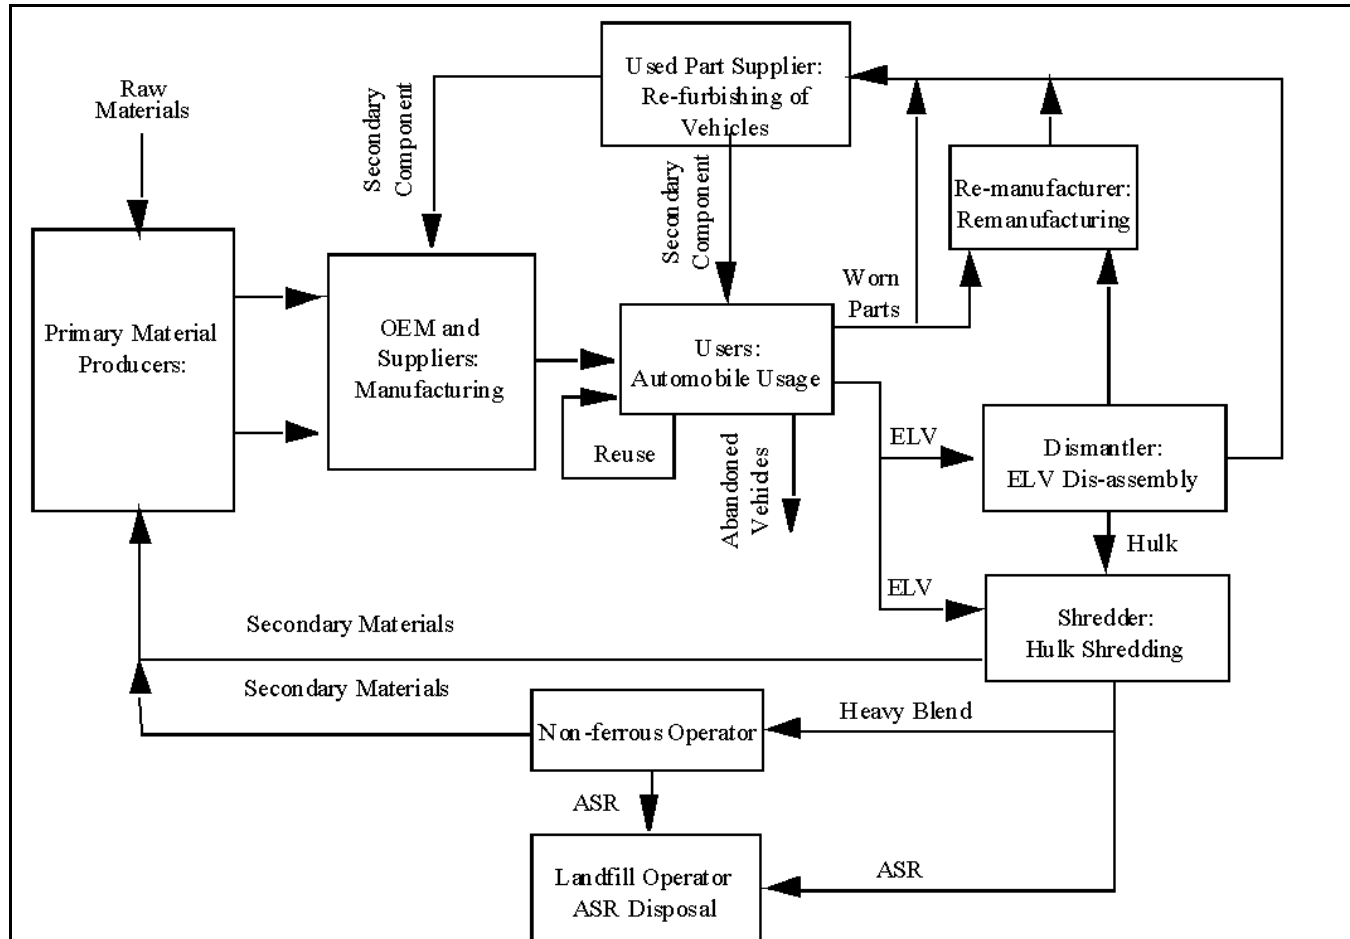 Used Part Supplier:
Re-furbishing of
Vehicles
Raw
Materials
Secondary
Component
Secondary
Component
Re-manufacturer:
Remanufacturing
Worn
Parts
Primary Material
Producers:
OEM and
Suppliers:
Manufacturing
Users:
Automobile Usage
Reuse
Abandoned
Vehicles
ELV
Dismantler:
ELV Dis-assembly
Hulk
ELV
Shredder:
Hulk Shredding
Secondary Materials
Secondary Materials
Heavy Blend
Non-ferrous Operator
ASR
Landfill Operator
ASR Disposal
ASR